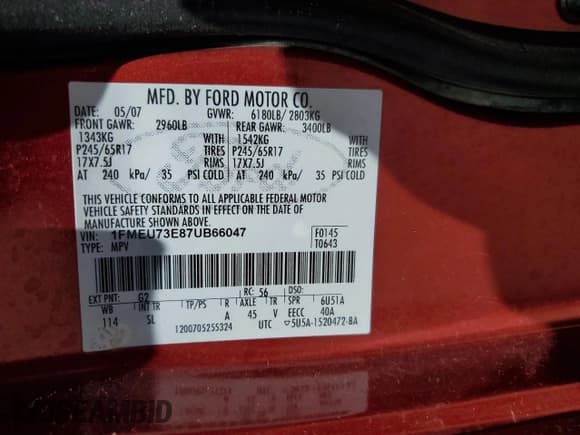 MFD. BY FORD MOTOR CO.
DATE: 05/07 GVWR: 6180LB/ 2803KG
FRONT GAWR: 2960LB REAR GAWR: 3400LB
1343KG WITH 1542KG WITH
P245/65R17 TIRES P245/65R17 TIRES
17X7.5J RIMS 17X7.5J RIMS
AT 240 kPa/ 35 PSI COLD AT 240 kPa/ 35 PSI COLD
THIS VEHICLE CONFORMS TO ALL APPLICABLE FEDERAL MOTOR
VEHICLE SAFETY STANDARDS IN EFFECT ON THE DATE OF
MANUFACTURE SHOWN ABOVE.
VIN: 1FMEU73E87UB66047 F0145
TYPE: MPV T0643
EXT PNT: G2 RC: 56 DSO:
WB INT TR TP/PS R AXLE TR SPR 6U51A
114 SL A 45 V EECC 40A
1200705255324 UTC ▽5U5A-1520472-BA